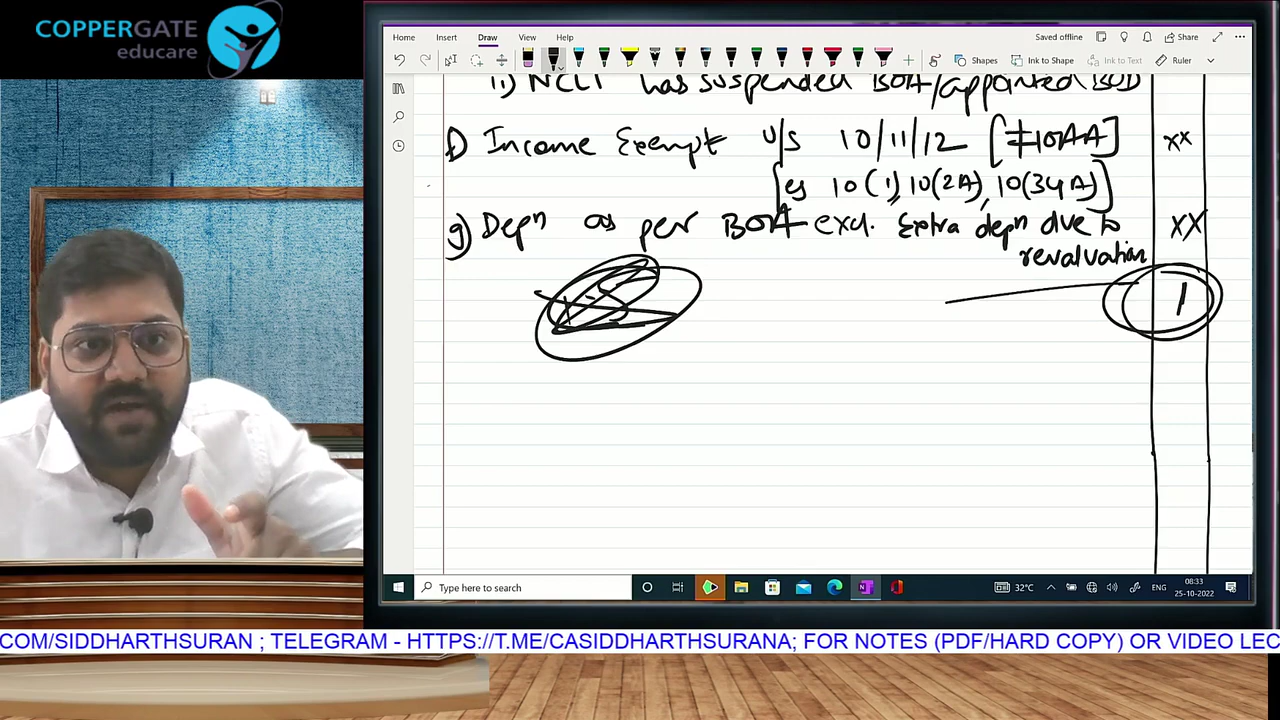 COPPERGATE
educare
Home Insert Draw View Help
Saved offline
Share
Shapes
Ink to Shape
Ink to Text
Ruler
ii) NCLT has suspended BOD/appointed BOD
f) Income Exempt u/s 10/11/12 [≠10AA] xx
[eg 10(1), 10(2A), 10(34A)]
g) Depn as per BOA excl. Extra depn due to xx
revaluation
Type here to search
32°C
ENG
08:33
25-10-2022
COM/SIDDHARTHSURAN ; TELEGRAM - HTTPS://T.ME/CASIDDHARTHSURANA; FOR NOTES (PDF/HARD COPY) OR VIDEO LEC